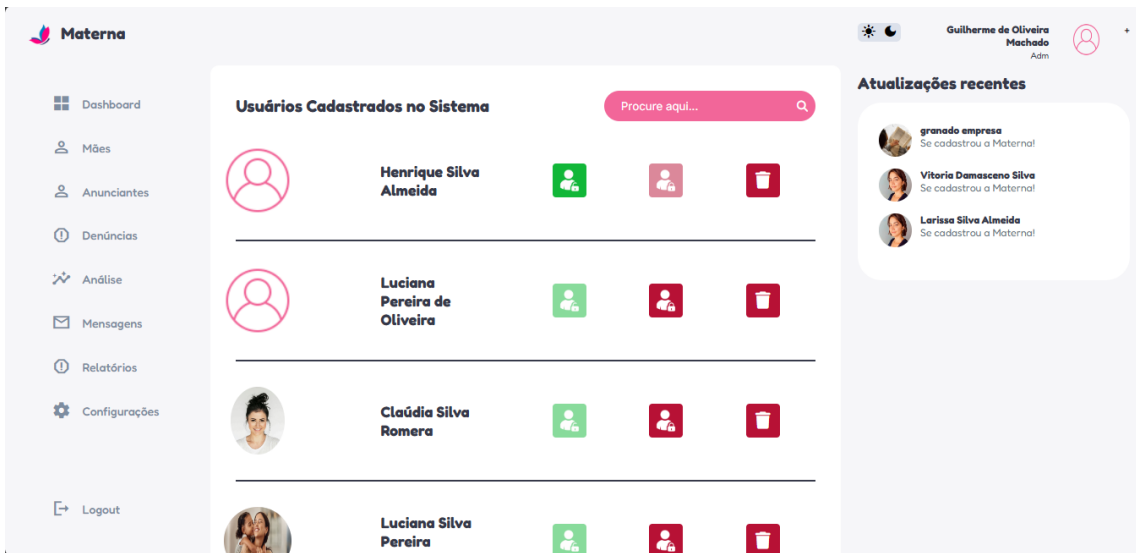 Materna
Guilherme de Oliveira
Machado
Adm
+
Dashboard
Mães
Anunciantes
Denúncias
Análise
Mensagens
Relatórios
Configurações
Logout
Usuários Cadastrados no Sistema
Procure aqui...
Henrique Silva
Almeida
Luciana
Pereira de
Oliveira
Claúdia Silva
Romera
Luciana Silva
Pereira
Atualizações recentes
granado empresa
Se cadastrou a Materna!
Vitoria Damasceno Silva
Se cadastrou a Materna!
Larissa Silva Almeida
Se cadastrou a Materna!